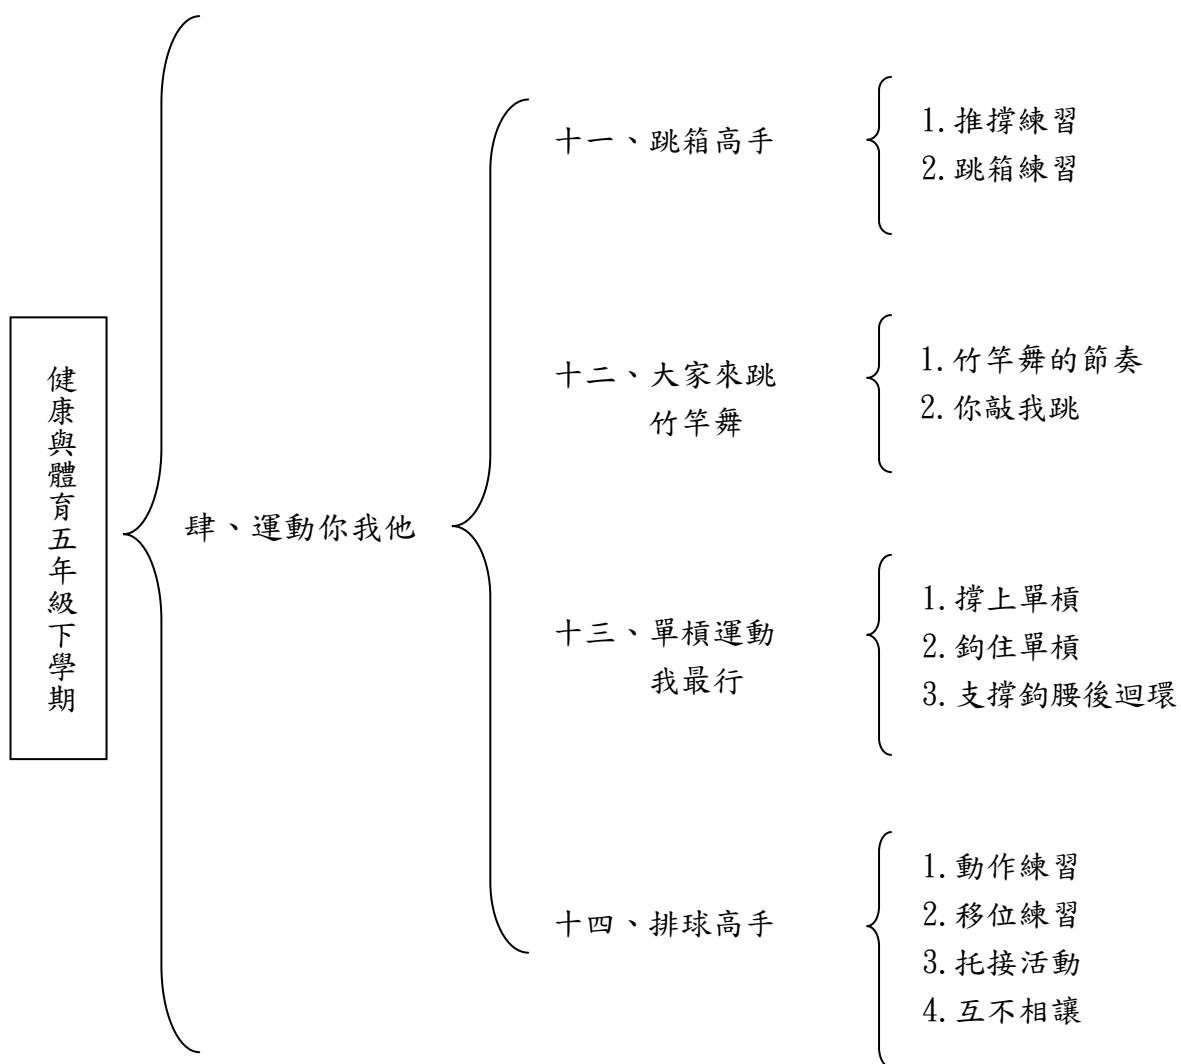 健康與體育五年級下學期
肆、運動你我他
十一、跳箱高手
1.推撐練習
2.跳箱練習
十二、大家來跳
竹竿舞
1.竹竿舞的節奏
2.你敲我跳
十三、單槓運動
我最行
1.撐上單槓
2.鉤住單槓
3.支撐鉤腰後迴環
十四、排球高手
1.動作練習
2.移位練習
3.托接活動
4.互不相讓